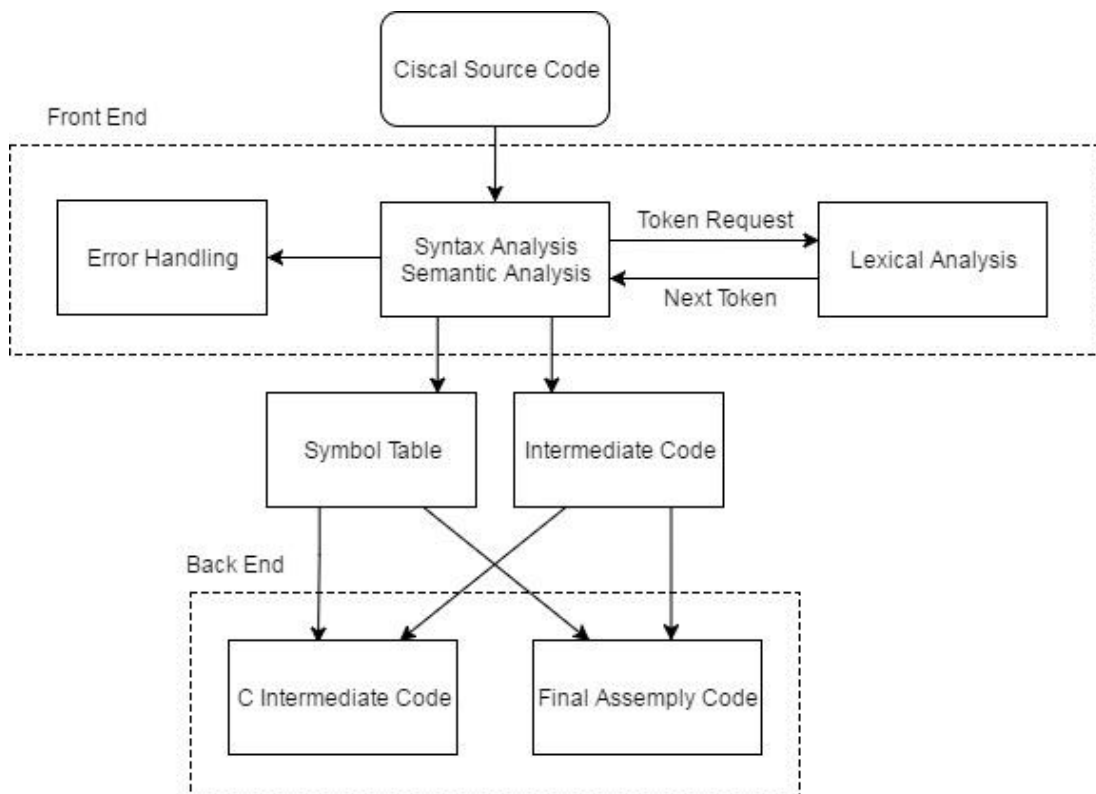 Ciscal Source Code
Front End
Error Handling
Syntax Analysis
Semantic Analysis
Token Request
Next Token
Lexical Analysis
Symbol Table
Intermediate Code
Back End
C Intermediate Code
Final Assemply Code